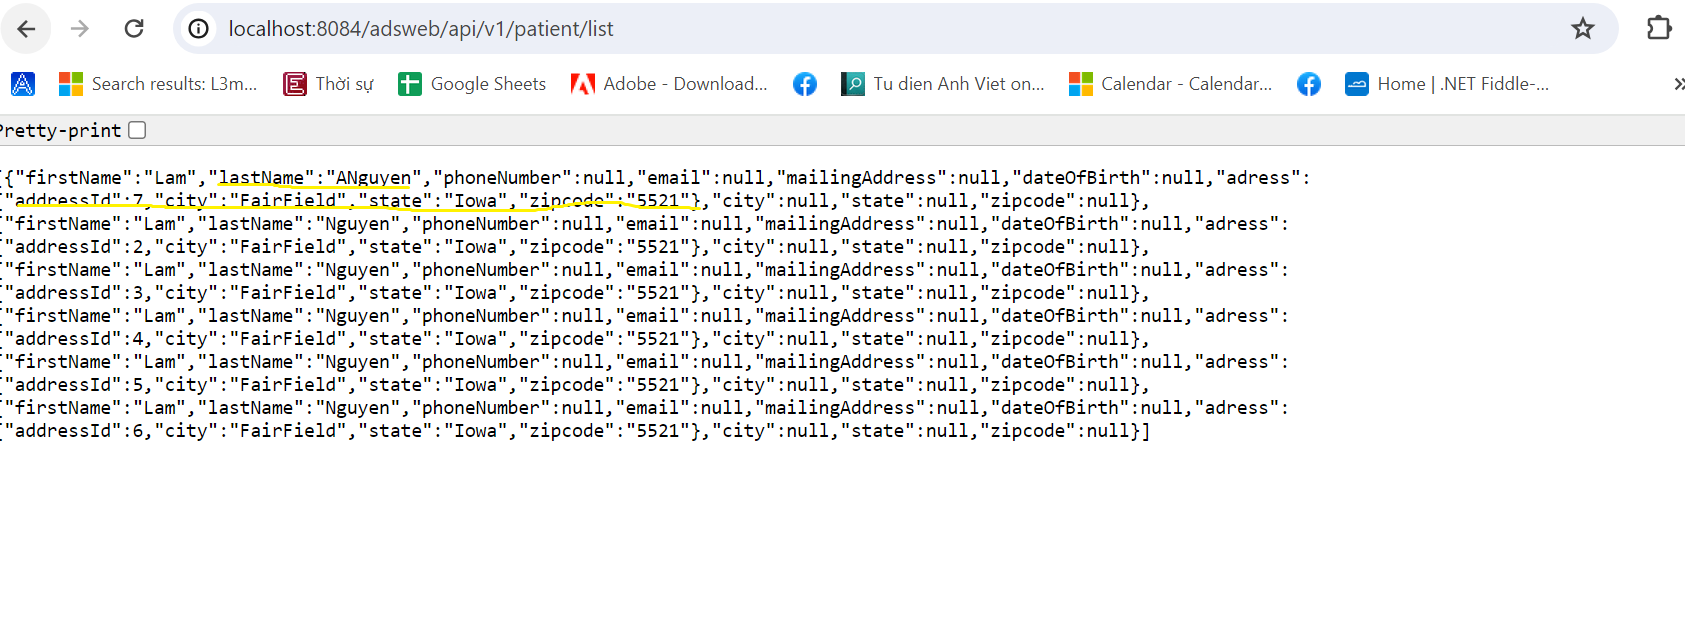 localhost:8084/adsweb/api/v1/patient/list
Search results: L3m... Thời sự Google Sheets Adobe - Download... Tu dien Anh Viet on... Calendar - Calendar... Home | .NET Fiddle-...
Pretty-print
[{"firstName":"Lam","lastName":"ANguyen","phoneNumber":null,"email":null,"mailingAddress":null,"dateOfBirth":null,"adress":
{"addressId":7,"city":"FairField","state":"Iowa","zipcode":"5521"},"city":null,"state":null,"zipcode":null},
{"firstName":"Lam","lastName":"Nguyen","phoneNumber":null,"email":null,"mailingAddress":null,"dateOfBirth":null,"adress":
{"addressId":2,"city":"FairField","state":"Iowa","zipcode":"5521"},"city":null,"state":null,"zipcode":null},
{"firstName":"Lam","lastName":"Nguyen","phoneNumber":null,"email":null,"mailingAddress":null,"dateOfBirth":null,"adress":
{"addressId":3,"city":"FairField","state":"Iowa","zipcode":"5521"},"city":null,"state":null,"zipcode":null},
{"firstName":"Lam","lastName":"Nguyen","phoneNumber":null,"email":null,"mailingAddress":null,"dateOfBirth":null,"adress":
{"addressId":4,"city":"FairField","state":"Iowa","zipcode":"5521"},"city":null,"state":null,"zipcode":null},
{"firstName":"Lam","lastName":"Nguyen","phoneNumber":null,"email":null,"mailingAddress":null,"dateOfBirth":null,"adress":
{"addressId":5,"city":"FairField","state":"Iowa","zipcode":"5521"},"city":null,"state":null,"zipcode":null},
{"firstName":"Lam","lastName":"Nguyen","phoneNumber":null,"email":null,"mailingAddress":null,"dateOfBirth":null,"adress":
{"addressId":6,"city":"FairField","state":"Iowa","zipcode":"5521"},"city":null,"state":null,"zipcode":null}]